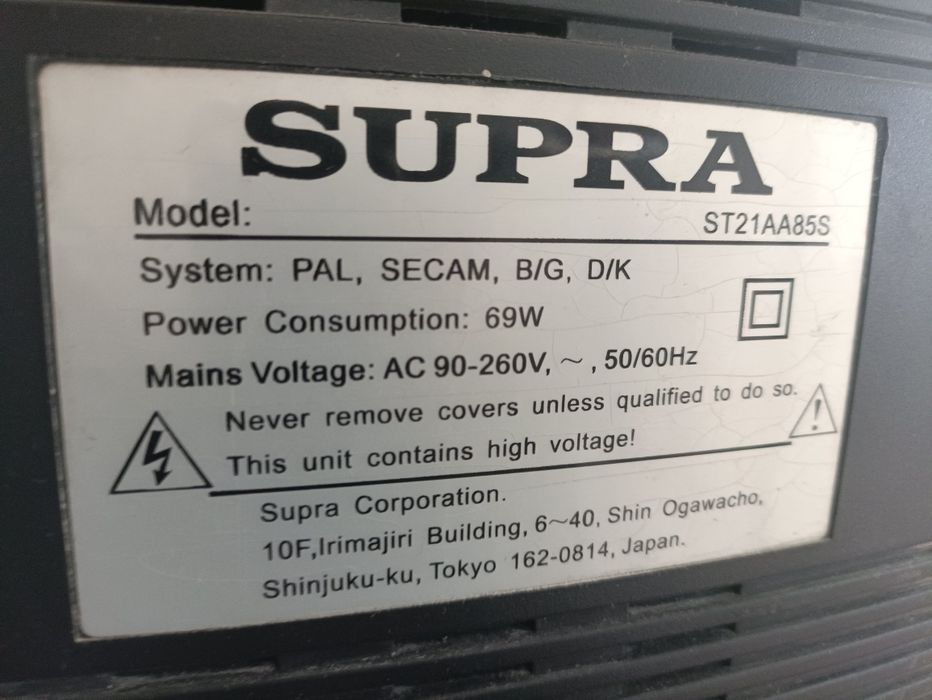 SUPRA
Model: ST21AA85S
System: PAL, SECAM, B/G, D/K
Power Consumption: 69W
Mains Voltage: AC 90-260V, ~ , 50/60Hz
Never remove covers unless qualified to do so.
This unit contains high voltage!
Supra Corporation.
10F,Irimajiri Building, 6~40, Shin Ogawacho,
Shinjuku-ku, Tokyo 162-0814, Japan.